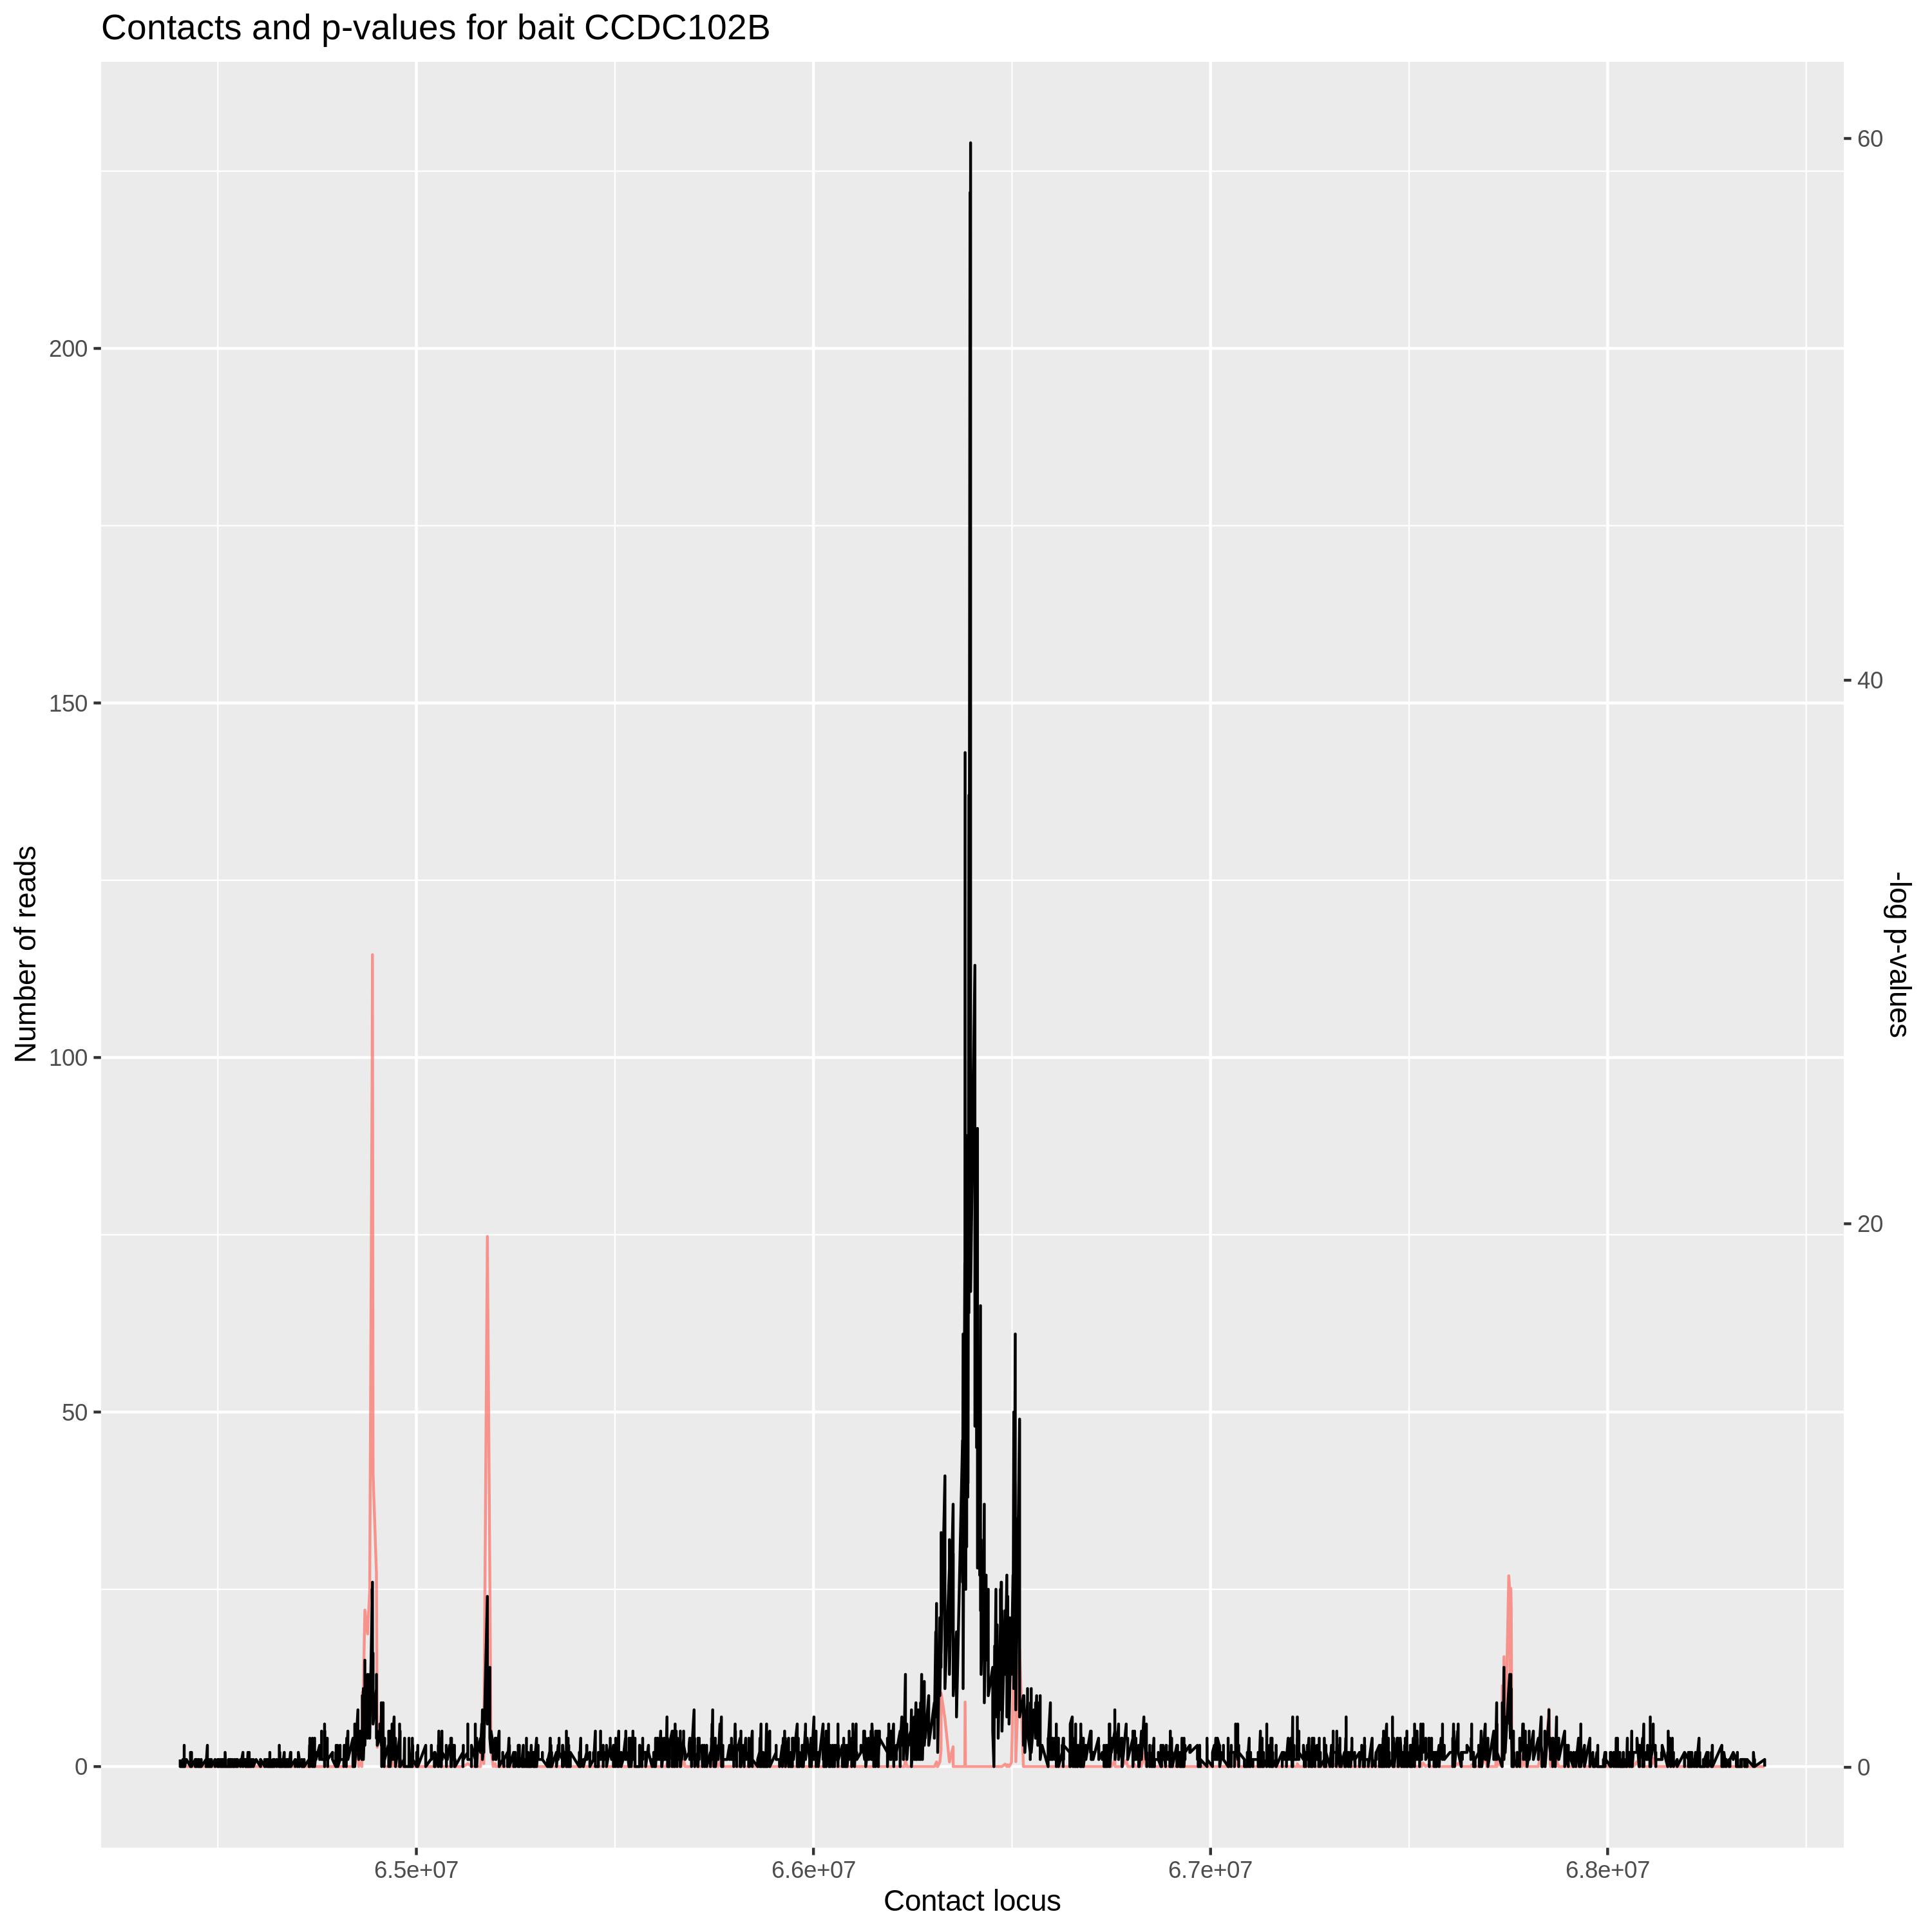 Contacts and p-values for bait CCDC102B
Number of reads
200
150
100
50
0
60
40
20
0
-log p-values
6.5e+07 6.6e+07 6.7e+07 6.8e+07
Contact locus